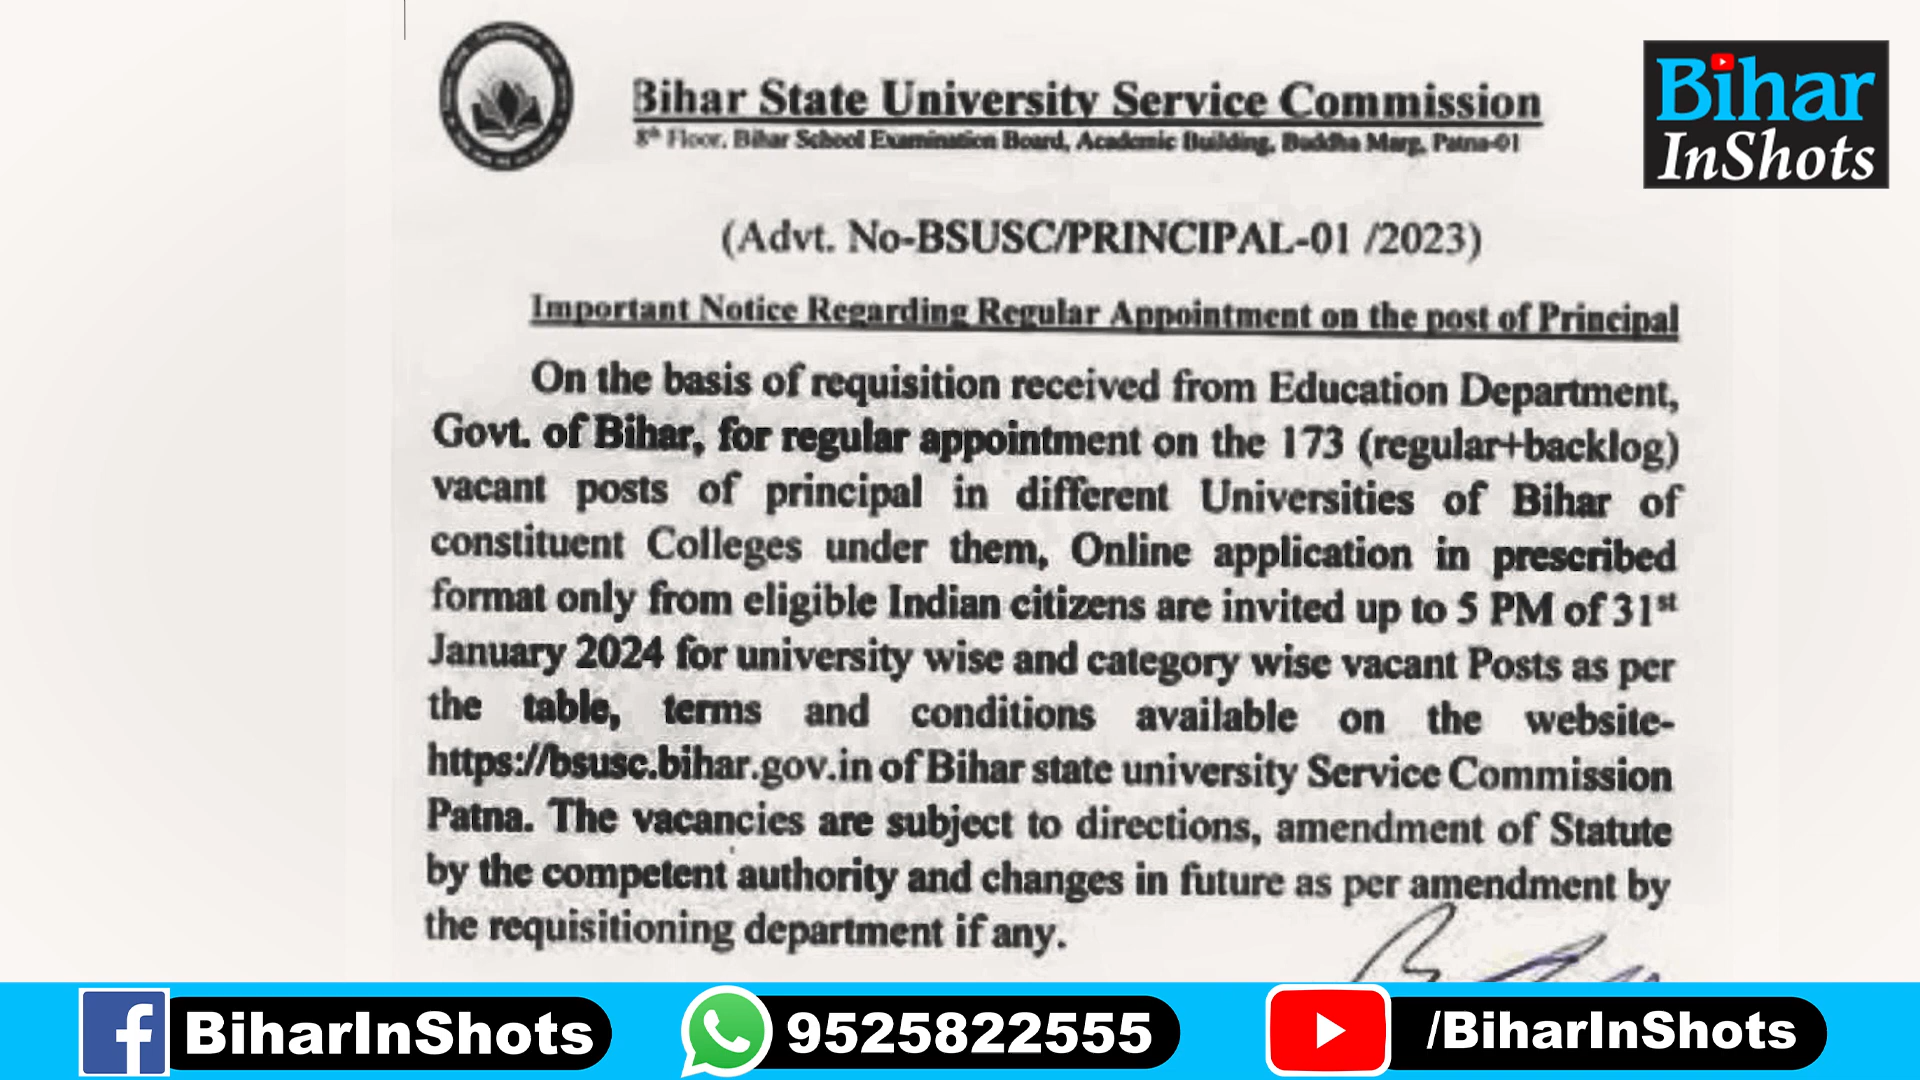 Bihar State University Service Commission
8th Floor, Bihar School Examination Board, Academic Building, Buddha Marg, Patna-01
Bihar
InShots
(Advt. No-BSUSC/PRINCIPAL-01 /2023)
Important Notice Regarding Regular Appointment on the post of Principal
On the basis of requisition received from Education Department,
Govt. of Bihar, for regular appointment on the 173 (regular+backlog)
vacant posts of principal in different Universities of Bihar of
constituent Colleges under them, Online application in prescribed
format only from eligible Indian citizens are invited up to 5 PM of 31st
January 2024 for university wise and category wise vacant Posts as per
the table, terms and conditions available on the website-
https://bsusc.bihar.gov.in of Bihar state university Service Commission
Patna. The vacancies are subject to directions, amendment of Statute
by the competent authority and changes in future as per amendment by
the requisitioning department if any.
BiharInShots
9525822555
/BiharInShots